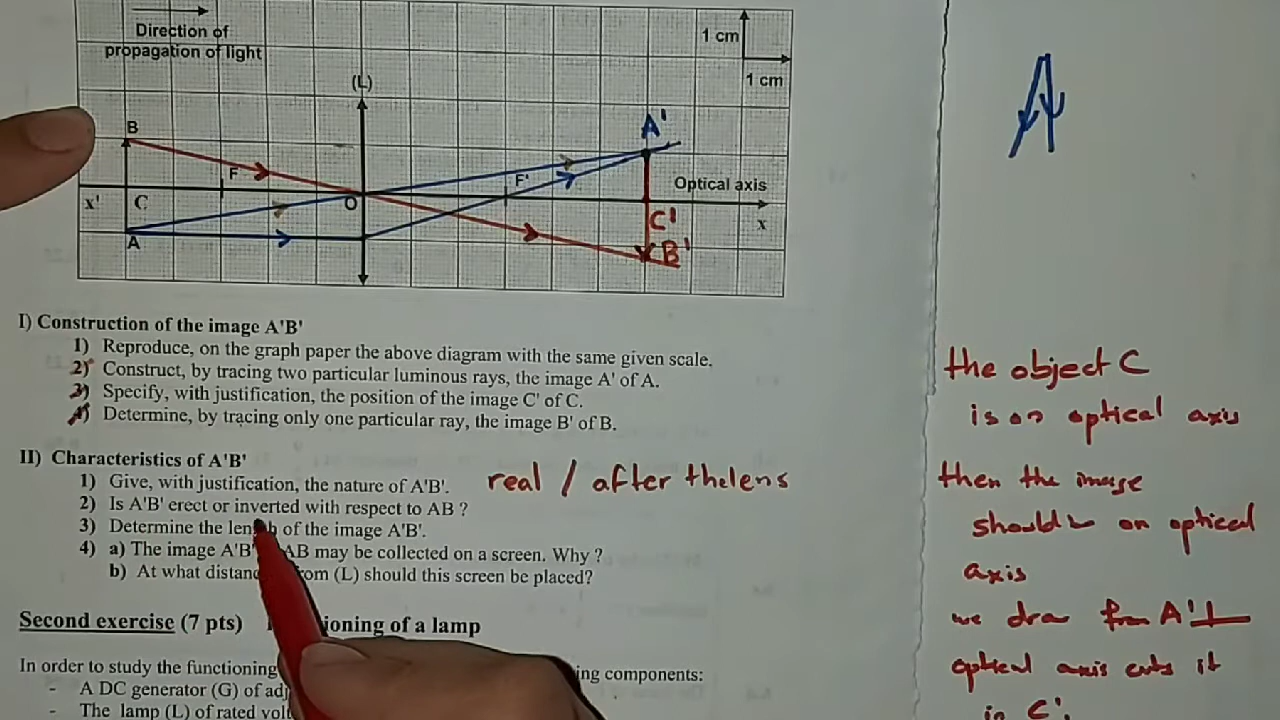 Direction of
propagation of light
(L)
1 cm
1 cm
B
A'
F
F'
Optical axis
x'
C
O
C'
x
A
B'
I) Construction of the image A'B'
1) Reproduce, on the graph paper the above diagram with the same given scale.
2) Construct, by tracing two particular luminous rays, the image A' of A.
3) Specify, with justification, the position of the image C' of C.
4) Determine, by tracing only one particular ray, the image B' of B.
II) Characteristics of A'B'
1) Give, with justification, the nature of A'B'.
real / after the lens
2) Is A'B' erect or inverted with respect to AB ?
3) Determine the length of the image A'B'.
4) a) The image A'B' AB may be collected on a screen. Why ?
b) At what distan om (L) should this screen be placed?
Second exercise (7 pts) ioning of a lamp
In order to study the functioning ing components:
- A DC generator (G) of adj
- The lamp (L) of rated volt
the object C
is on optical axis
then the image
should on optical
axis
we draw from A' ⊥
optical axis cuts it
in C'.